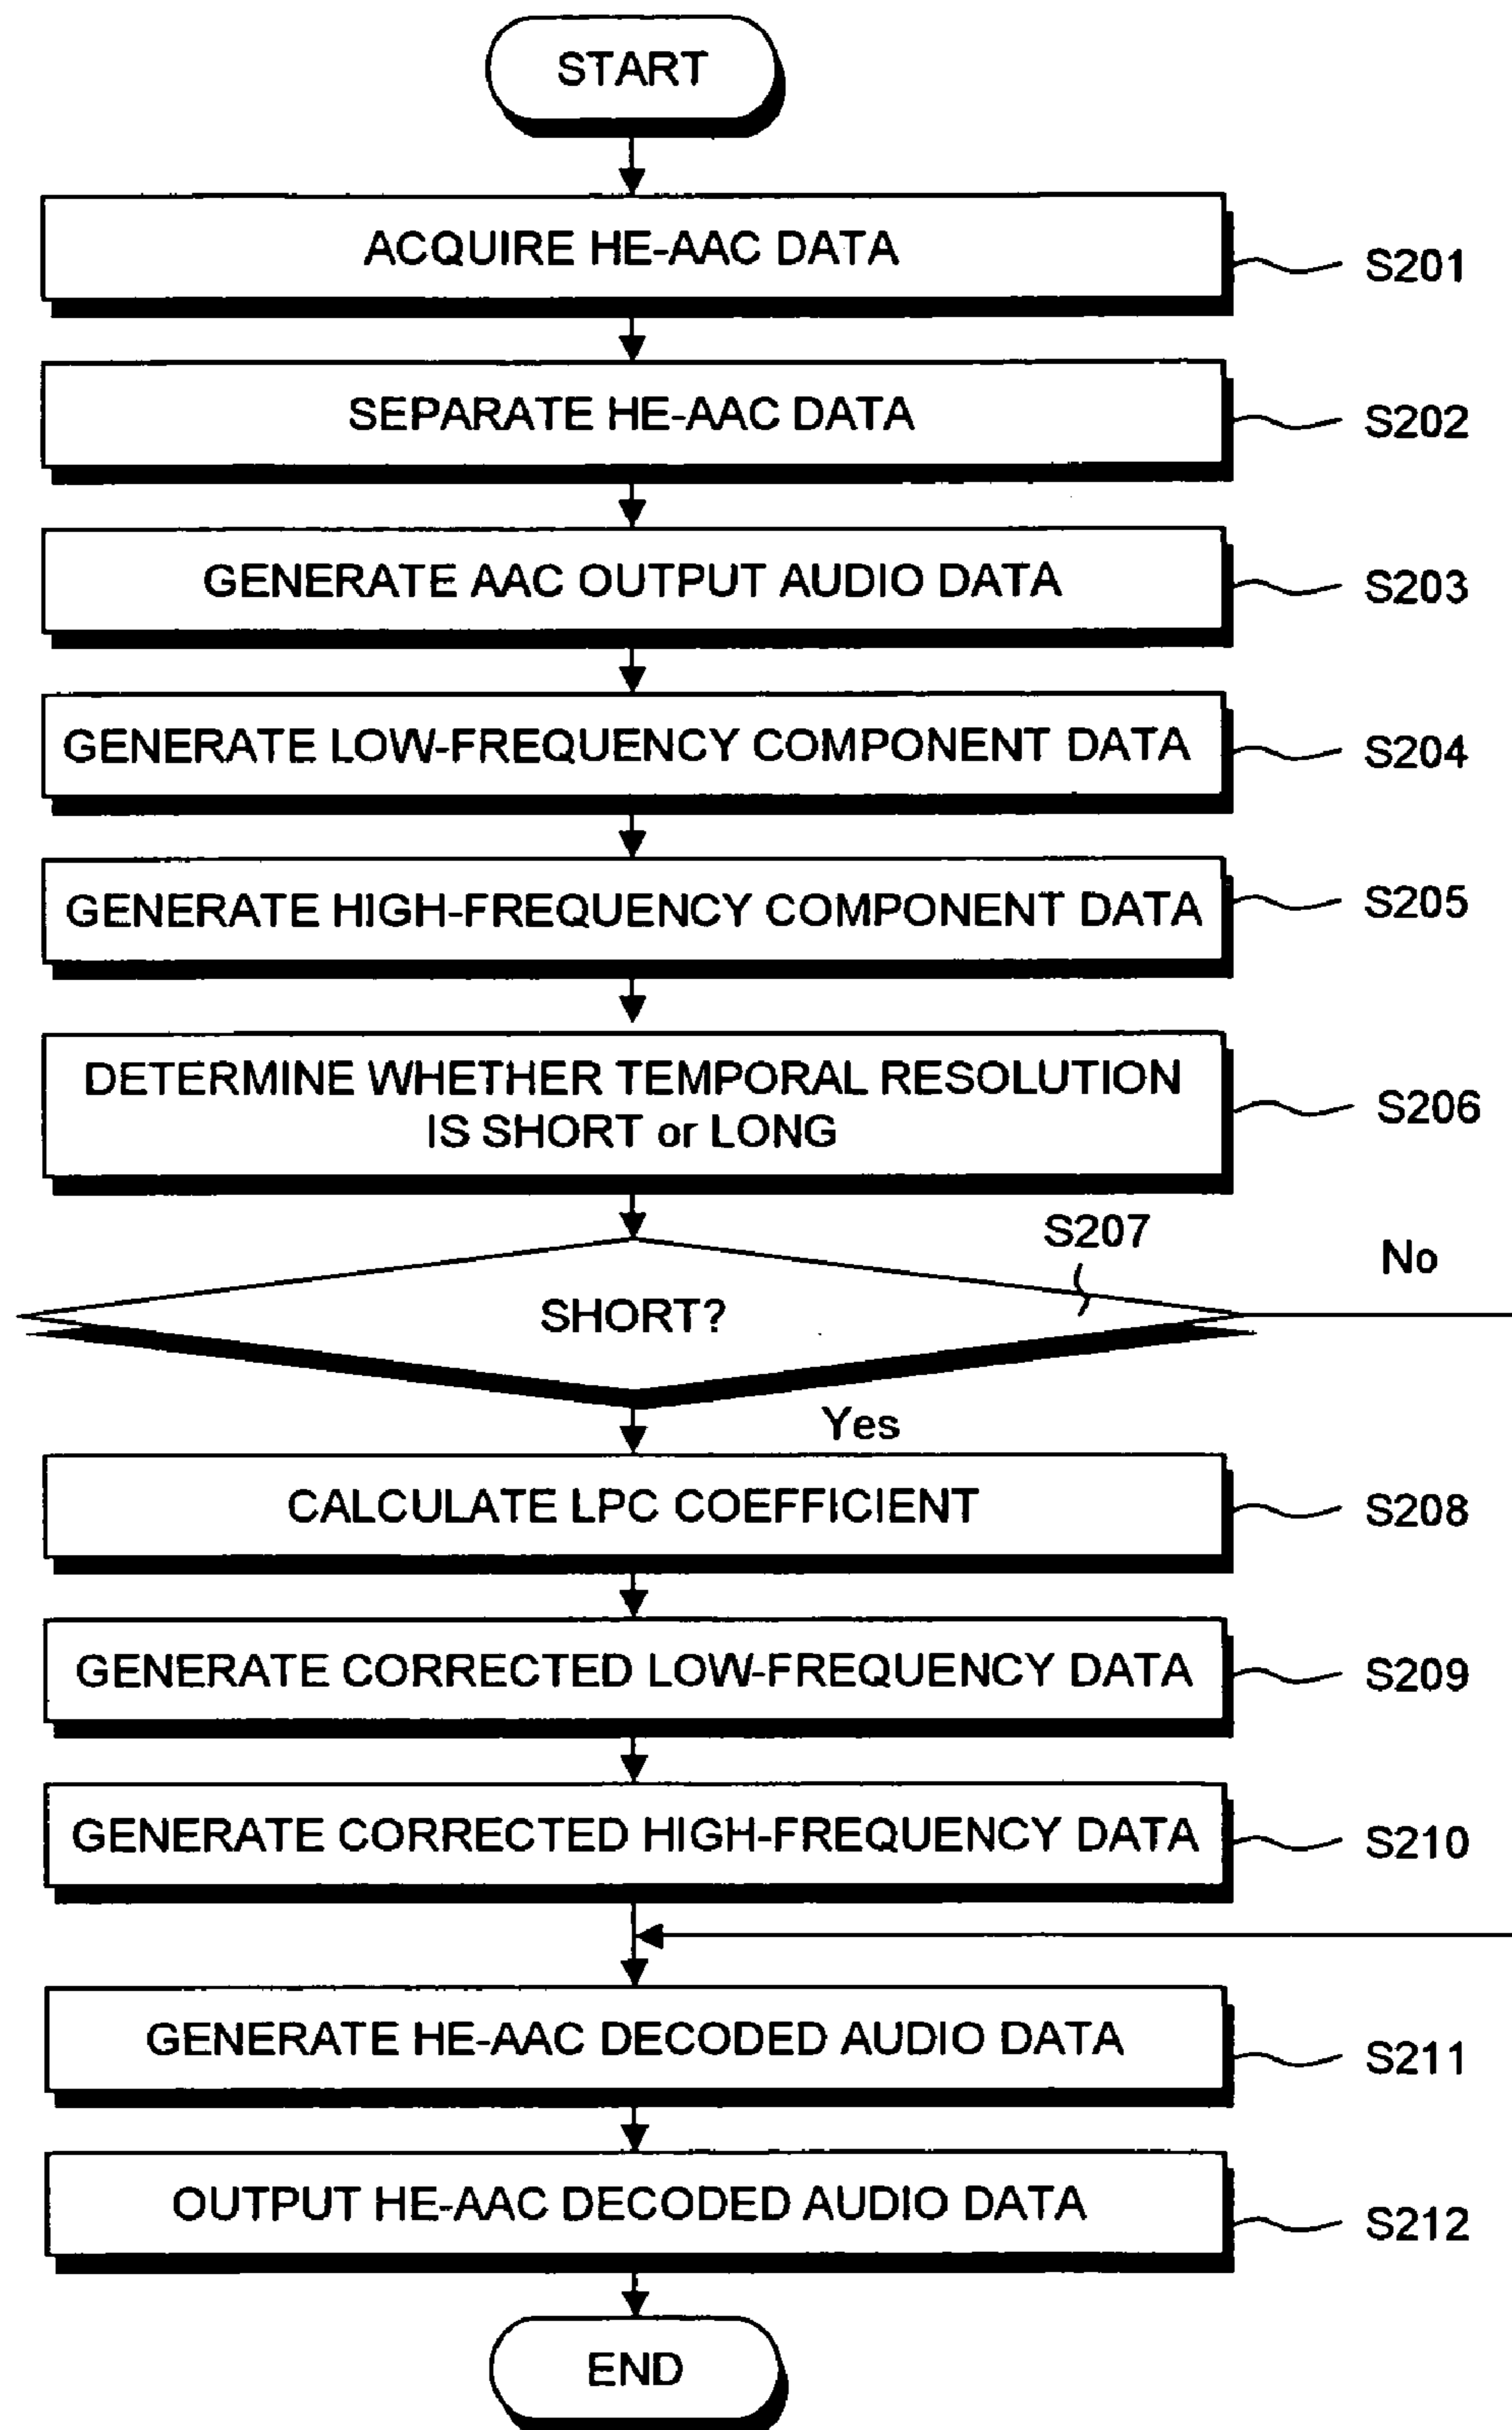 START
ACQUIRE HE-AAC DATA
S201
SEPARATE HE-AAC DATA
S202
GENERATE AAC OUTPUT AUDIO DATA
S203
GENERATE LOW-FREQUENCY COMPONENT DATA
S204
GENERATE HIGH-FREQUENCY COMPONENT DATA
S205
DETERMINE WHETHER TEMPORAL RESOLUTION
IS SHORT or LONG
S206
S207
No
SHORT?
Yes
CALCULATE LPC COEFFICIENT
S208
GENERATE CORRECTED LOW-FREQUENCY DATA
S209
GENERATE CORRECTED HIGH-FREQUENCY DATA
S210
GENERATE HE-AAC DECODED AUDIO DATA
S211
OUTPUT HE-AAC DECODED AUDIO DATA
S212
END